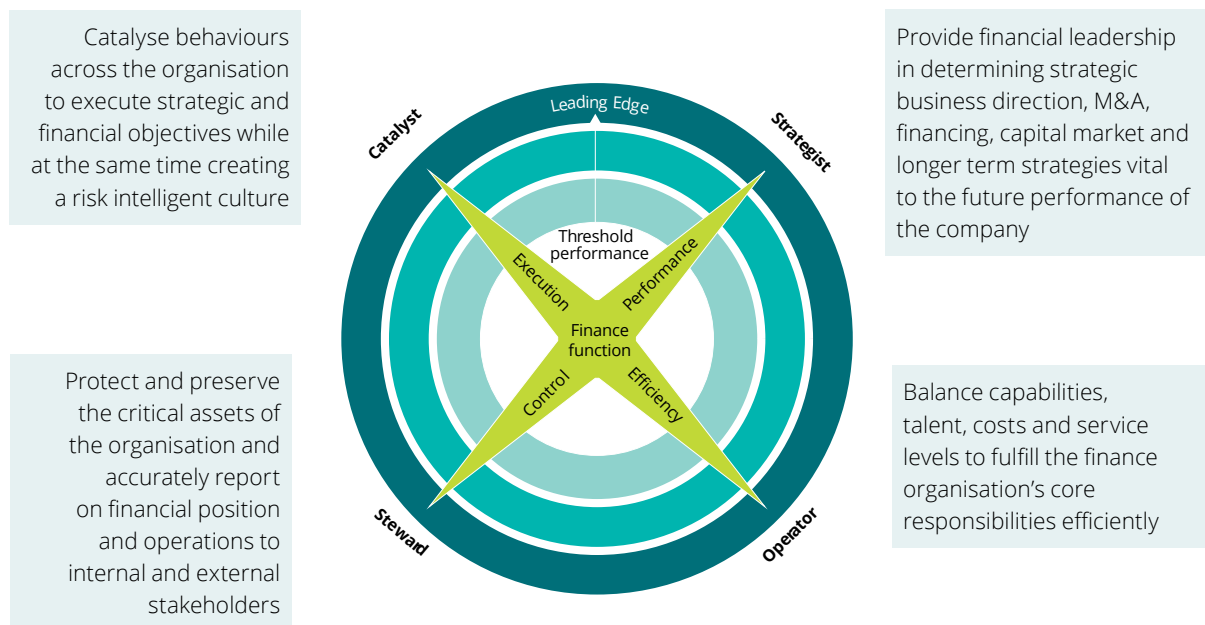 Catalyse behaviours
across the organisation
to execute strategic and
financial objectives while
at the same time creating
a risk intelligent culture
Provide financial leadership
in determining strategic
business direction, M&A,
financing, capital market and
longer term strategies vital
to the future performance of
the company
Leading Edge
Catalyst
Strategist
Threshold
performance
Execution
Performance
Finance
function
Control
Efficiency
Steward
Operator
Protect and preserve
the critical assets of
the organisation and
accurately report
on financial position
and operations to
internal and external
stakeholders
Balance capabilities,
talent, costs and service
levels to fulfill the finance
organisation’s core
responsibilities efficiently